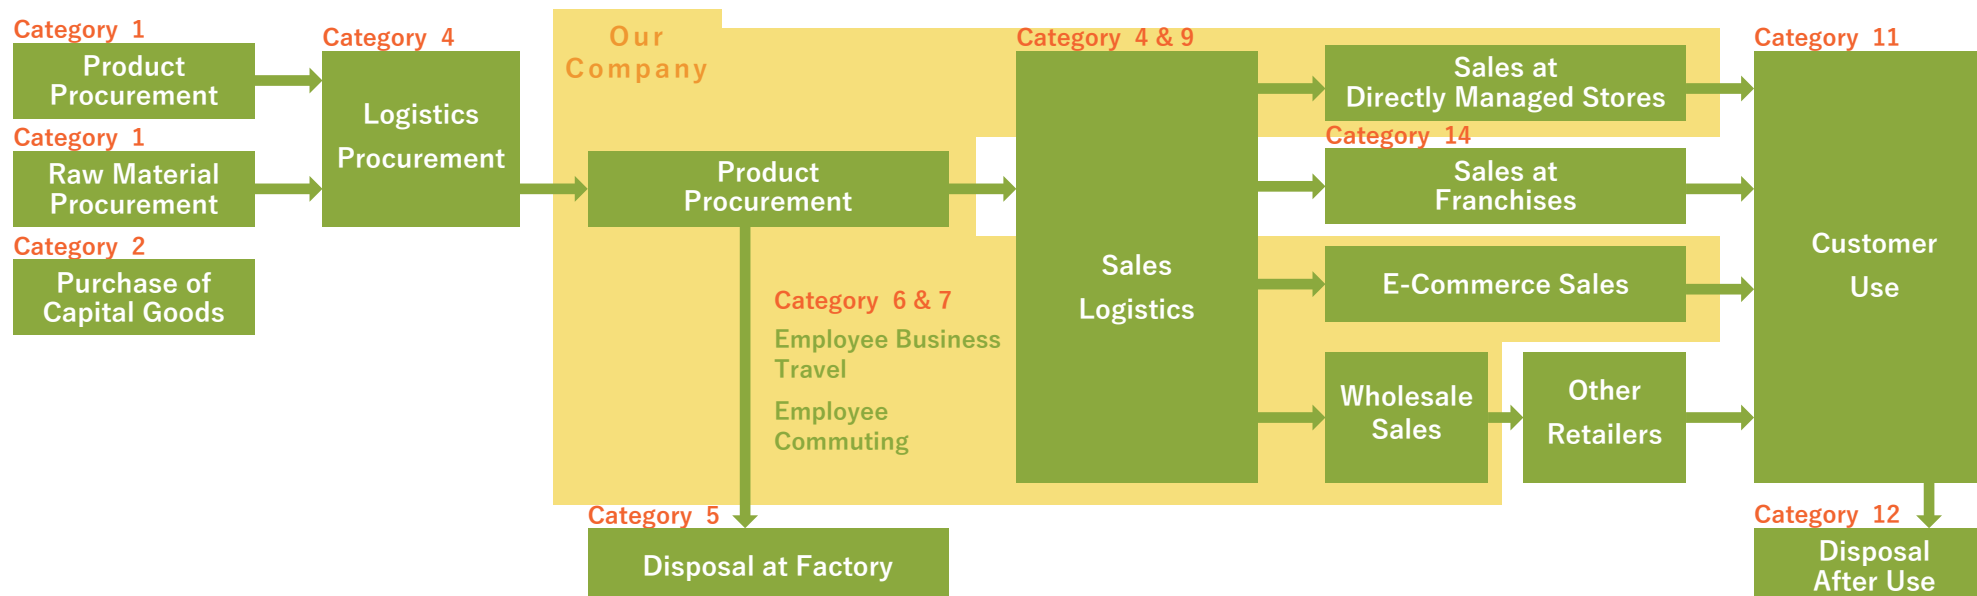 Category 1
Product
Procurement
Category 1
Raw Material
Procurement
Category 2
Purchase of
Capital Goods
Category 4
Logistics
Procurement
Our
Company
Product
Procurement
Category 6 & 7
Employee Business
Travel
Employee
Commuting
Category 5
Disposal at Factory
Category 4 & 9
Sales
Logistics
Sales at
Directly Managed Stores
Category 14
Sales at
Franchises
E-Commerce Sales
Wholesale
Sales
Other
Retailers
Category 11
Customer
Use
Category 12
Disposal
After Use